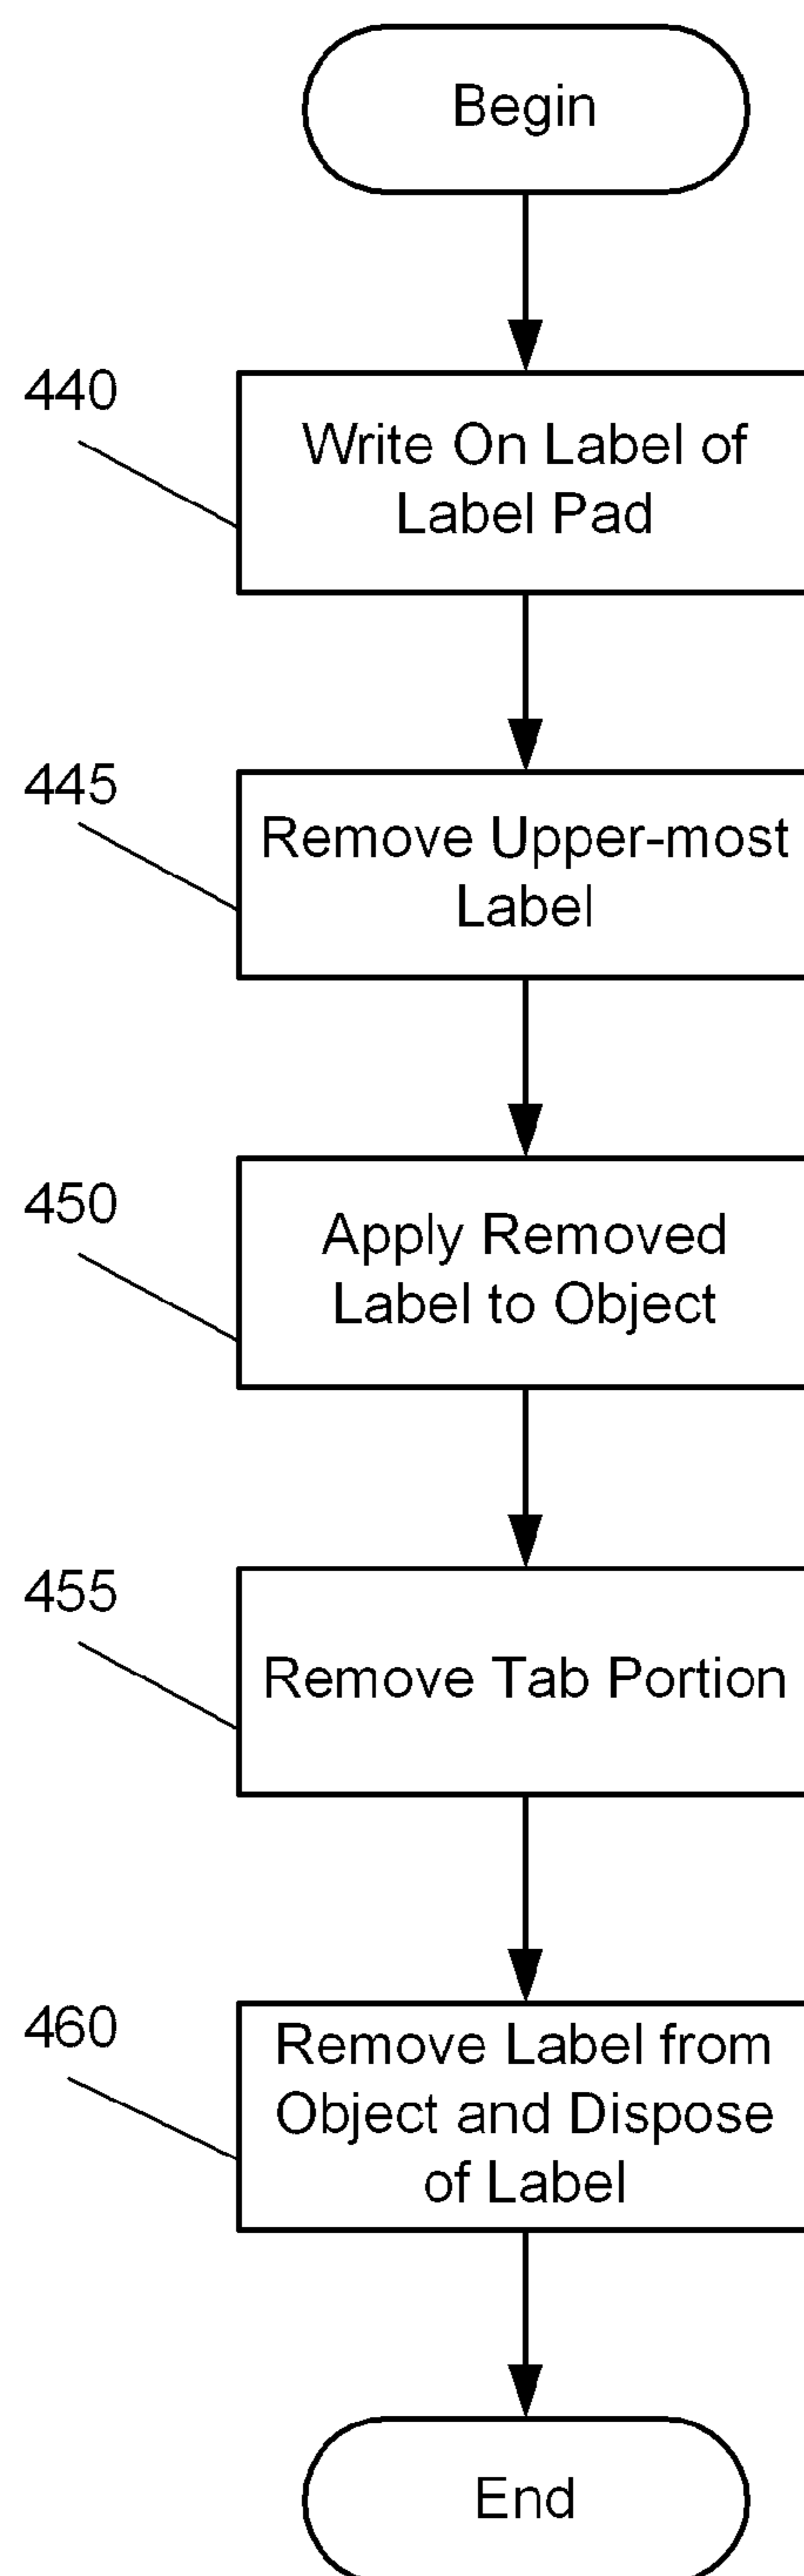 Begin
440
Write On Label of
Label Pad
445
Remove Upper-most
Label
450
Apply Removed
Label to Object
455
Remove Tab Portion
460
Remove Label from
Object and Dispose
of Label
End